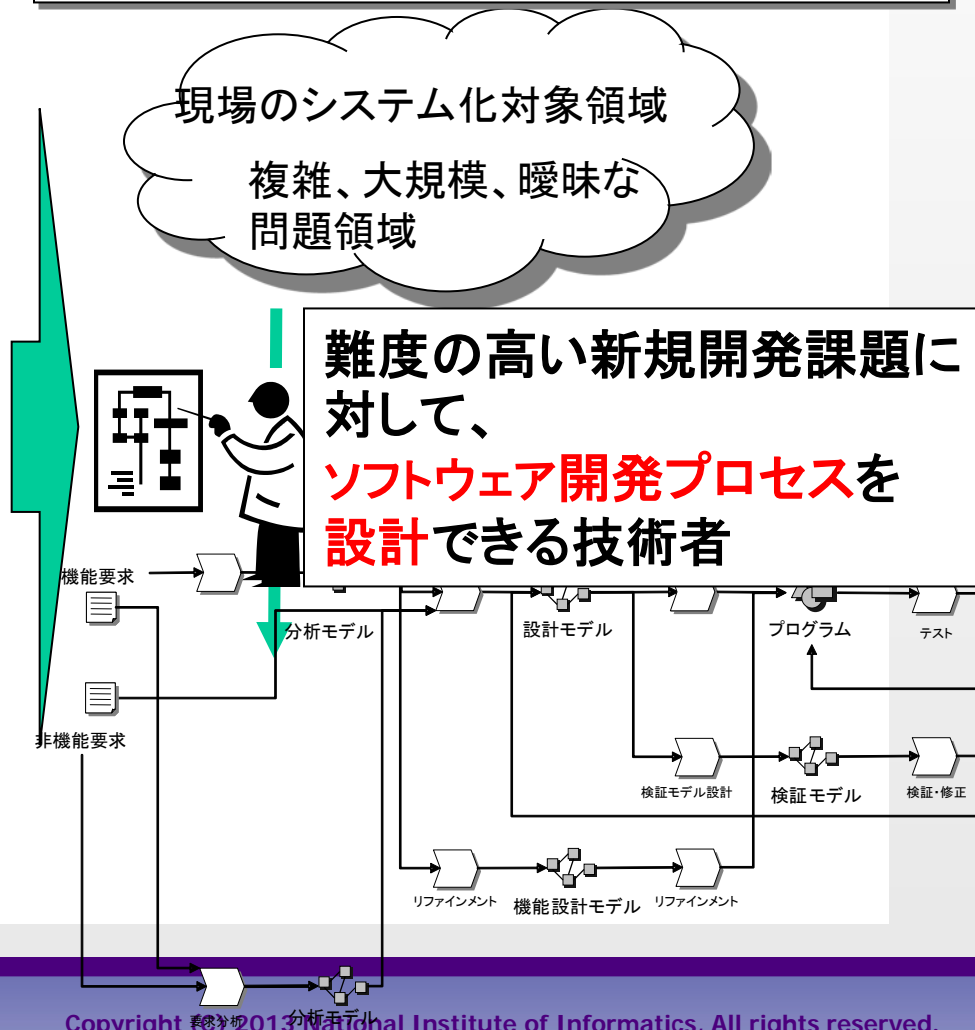 現場のシステム化対象領域
複雑、大規模、曖昧な
問題領域
難度の高い新規開発課題に
対して、
ソフトウェア開発プロセスを
設計できる技術者
機能要求
分析モデル
設計モデル
プログラム
テスト
非機能要求
検証モデル設計
検証モデル
検証・修正
リファインメント
機能設計モデル
リファインメント
要求分析
分析モデル
Copyright (C) 2013 National Institute of Informatics. All rights reserved.